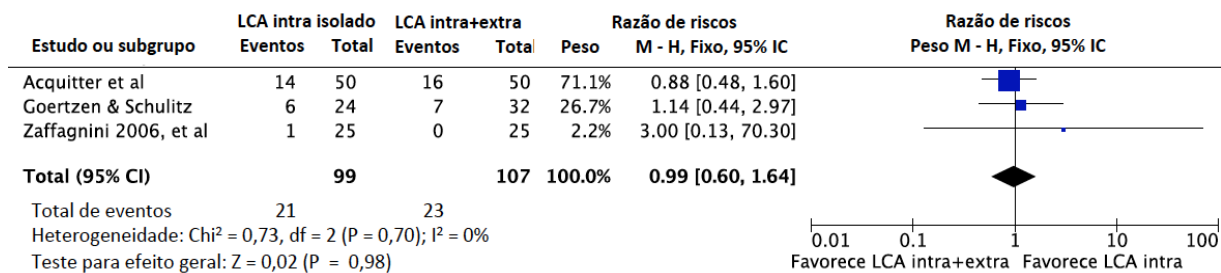 LCA intra isolado LCA intra+extra Razão de riscos Razão de riscos
Estudo ou subgrupo Eventos Total Eventos Total Peso M - H, Fixo, 95% IC Peso M - H, Fixo, 95% IC
Acquitter et al 14 50 16 50 71.1% 0.88 [0.48, 1.60]
Goertzen & Schulitz 6 24 7 32 26.7% 1.14 [0.44, 2.97]
Zaffagnini 2006, et al 1 25 0 25 2.2% 3.00 [0.13, 70.30]
Total (95% CI) 99 107 100.0% 0.99 [0.60, 1.64]
Total de eventos 21 23
Heterogeneidade: Chi² = 0,73, df = 2 (P = 0,70); I² = 0%
Teste para efeito geral: Z = 0,02 (P = 0,98)
0.01 0.1 1 10 100
Favorece LCA intra+extra Favorece LCA intra